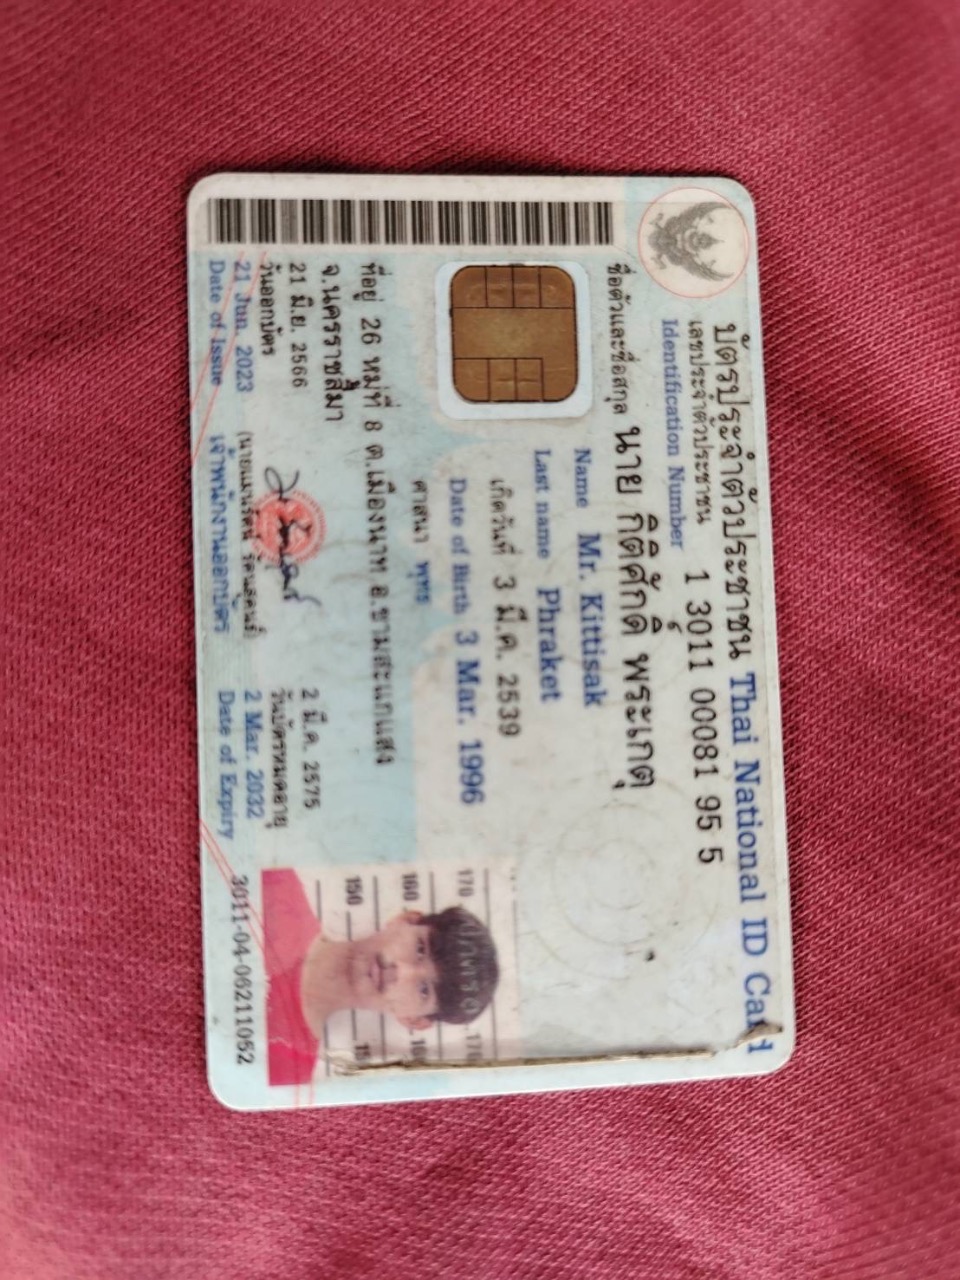 บัตรประจำตัวประชาชน Thai National ID Card
เลขประจำตัวประชาชน 1 3011 00081 95 5
Identification Number
ชื่อตัวและชื่อสกุล นาย กิติศักดิ์ พระเกตุ
Name Mr. Kittisak
Last name Phraket
เกิดวันที่ 3 มี.ค. 2539
Date of Birth 3 Mar. 1996
ศาสนา พุทธ
ที่อยู่ 26 หมู่ที่ 8 ต.เมืองนาท อ.ขามสะแกแสง
จ.นครราชสีมา
21 มิ.ย. 2566
วันออกบัตร
21 Jun. 2023
Date of Issue
เจ้าพนักงานออกบัตร
2 มี.ค. 2575
วันบัตรหมดอายุ
2 Mar. 2032
Date of Expiry
170
160
150
3011-04-06211052